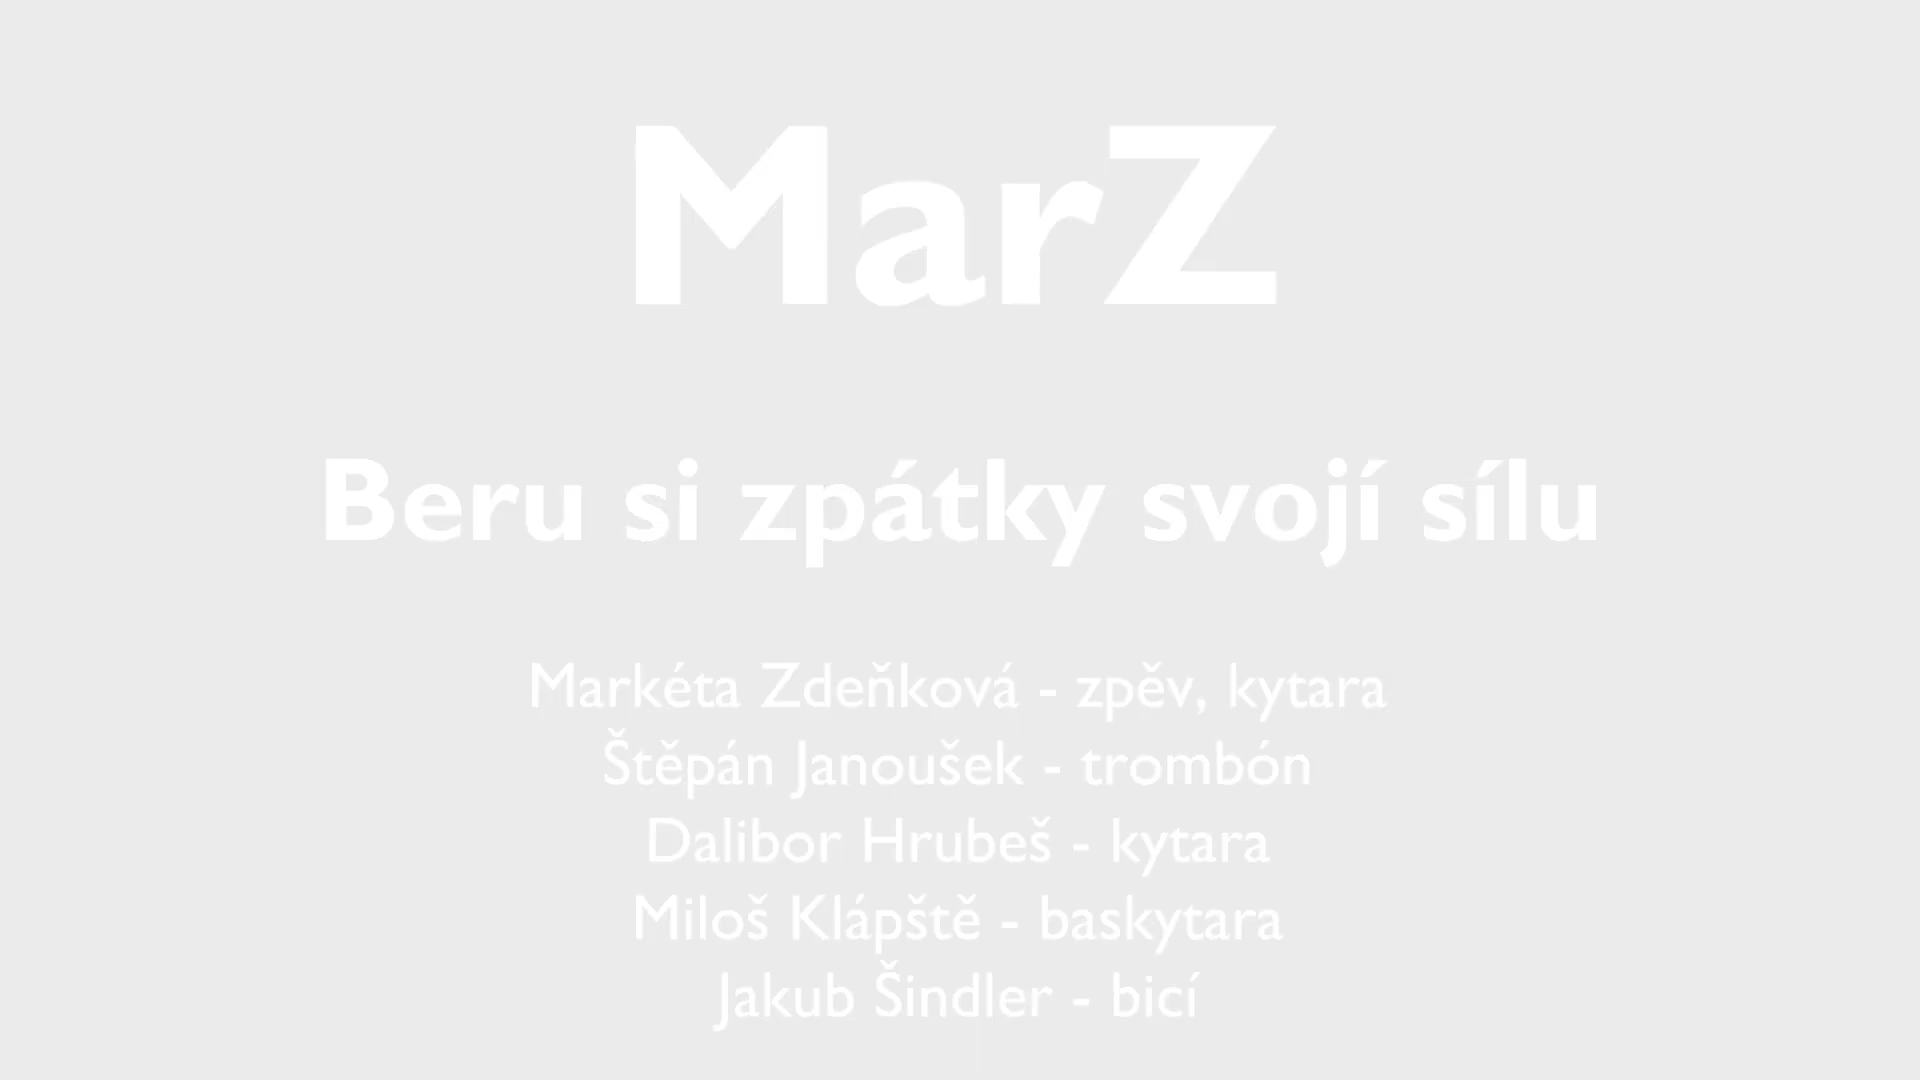 MarZ
Beru si zpátky svojí sílu
Markéta Zdeňková - zpěv, kytara
Štěpán Janoušek - trombón
Dalibor Hrubeš - kytara
Miloš Klápště - baskytara
Jakub Šindler - bicí